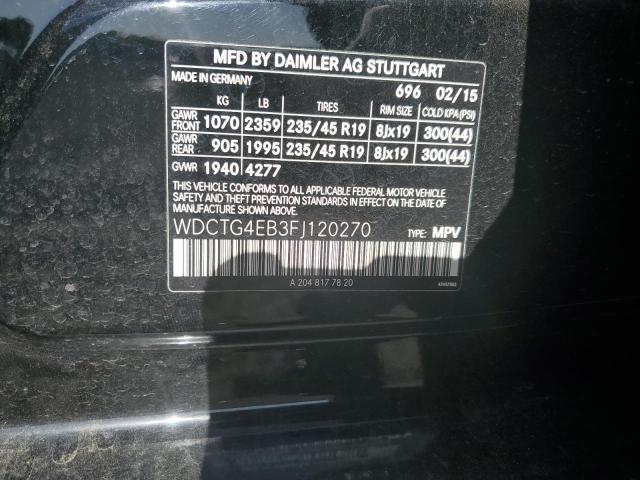 MFD BY DAIMLER AG STUTTGART
MADE IN GERMANY 696 02/15
KG LB TIRES RIM SIZE COLD KPA(PSI)
GAWR FRONT 1070 2359 235/45 R19 8Jx19 300(44)
GAWR REAR 905 1995 235/45 R19 8Jx19 300(44)
GVWR 1940 4277
THIS VEHICLE CONFORMS TO ALL APPLICABLE FEDERAL MOTOR VEHICLE
SAFETY AND THEFT PREVENTION STANDARDS IN EFFECT
ON THE DATE OF MANUFACTURE SHOWN ABOVE.
WDCTG4EB3FJ120270 TYPE: MPV
A 204 817 78 20